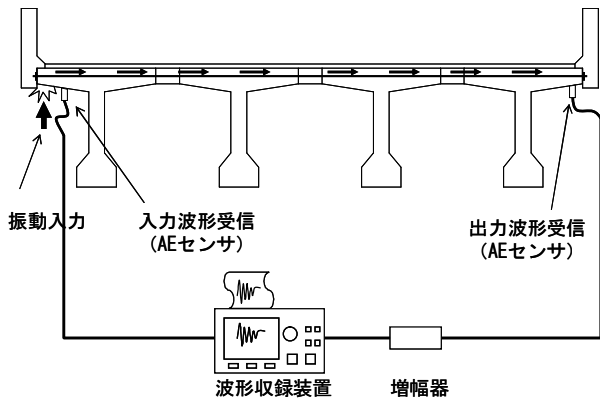 振動入力
入力波形受信
（AEセンサ）
出力波形受信
（AEセンサ）
波形収録装置
増幅器